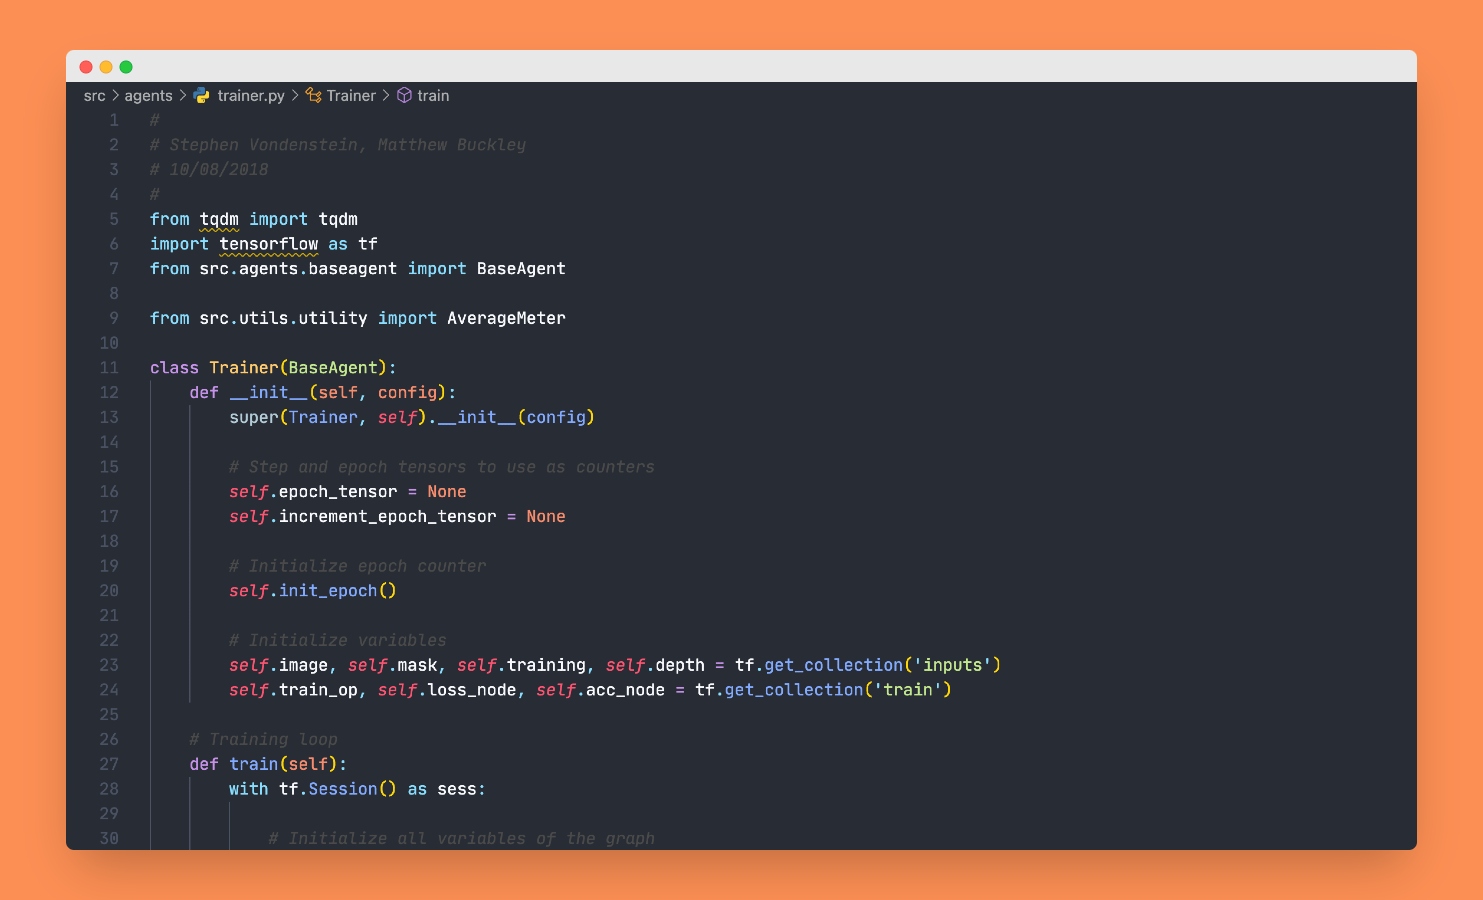 src > agents > trainer.py > Trainer > train
1 #
2 # Stephen Vondenstein, Matthew Buckley
3 # 10/08/2018
4 #
5 from tqdm import tqdm
6 import tensorflow as tf
7 from src.agents.baseagent import BaseAgent
8
9 from src.utils.utility import AverageMeter
10
11 class Trainer(BaseAgent):
12     def __init__(self, config):
13         super(Trainer, self).__init__(config)
14
15         # Step and epoch tensors to use as counters
16         self.epoch_tensor = None
17         self.increment_epoch_tensor = None
18
19         # Initialize epoch counter
20         self.init_epoch()
21
22         # Initialize variables
23         self.image, self.mask, self.training, self.depth = tf.get_collection('inputs')
24         self.train_op, self.loss_node, self.acc_node = tf.get_collection('train')
25
26     # Training loop
27     def train(self):
28         with tf.Session() as sess:
29
30             # Initialize all variables of the graph